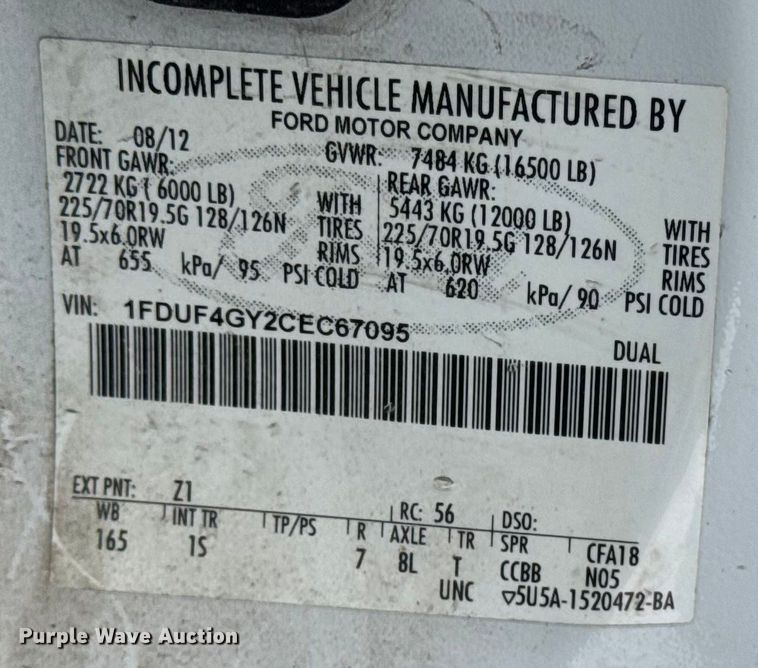 INCOMPLETE VEHICLE MANUFACTURED BY
FORD MOTOR COMPANY
DATE: 08/12 GVWR: 7484 KG (16500 LB)
FRONT GAWR: REAR GAWR:
2722 KG ( 6000 LB) WITH 5443 KG (12000 LB) WITH
225/70R19.5G 128/126N TIRES 225/70R19.5G 128/126N TIRES
19.5x6.0RW RIMS 19.5x6.0RW RIMS
AT 655 kPa/ 95 PSI COLD AT 620 kPa/ 90 PSI COLD
VIN: 1FDUF4GY2CEC67095
DUAL
EXT PNT: Z1 RC: 56 DSO:
WB INT TR TP/PS R AXLE TR SPR CFA18
165 1S 7 8L T CCBB N05
UNC ▽5U5A-1520472-BA
Purple Wave Auction